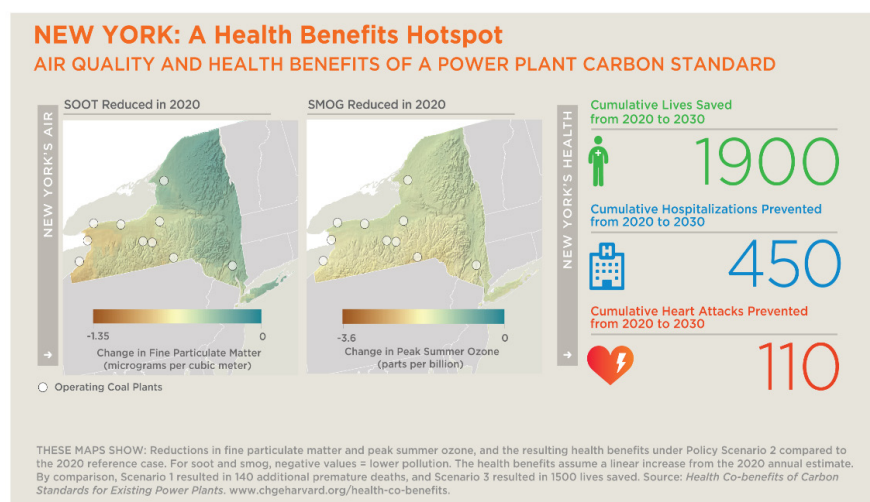 NEW YORK: A Health Benefits Hotspot
AIR QUALITY AND HEALTH BENEFITS OF A POWER PLANT CARBON STANDARD
NEW YORK'S AIR
SOOT Reduced in 2020
-1.35
0
Change in Fine Particulate Matter
(micrograms per cubic meter)
SMOG Reduced in 2020
-3.6
0
Change in Peak Summer Ozone
(parts per billion)
Operating Coal Plants
NEW YORK'S HEALTH
Cumulative Lives Saved
from 2020 to 2030
1900
Cumulative Hospitalizations Prevented
from 2020 to 2030
H
450
Cumulative Heart Attacks Prevented
from 2020 to 2030
110
THESE MAPS SHOW: Reductions in fine particulate matter and peak summer ozone, and the resulting health benefits under Policy Scenario 2 compared to
the 2020 reference case. For soot and smog, negative values = lower pollution. The health benefits assume a linear increase from the 2020 annual estimate.
By comparison, Scenario 1 resulted in 140 additional premature deaths, and Scenario 3 resulted in 1500 lives saved. Source: Health Co-benefits of Carbon
Standards for Existing Power Plants. www.chgeharvard.org/health-co-benefits.